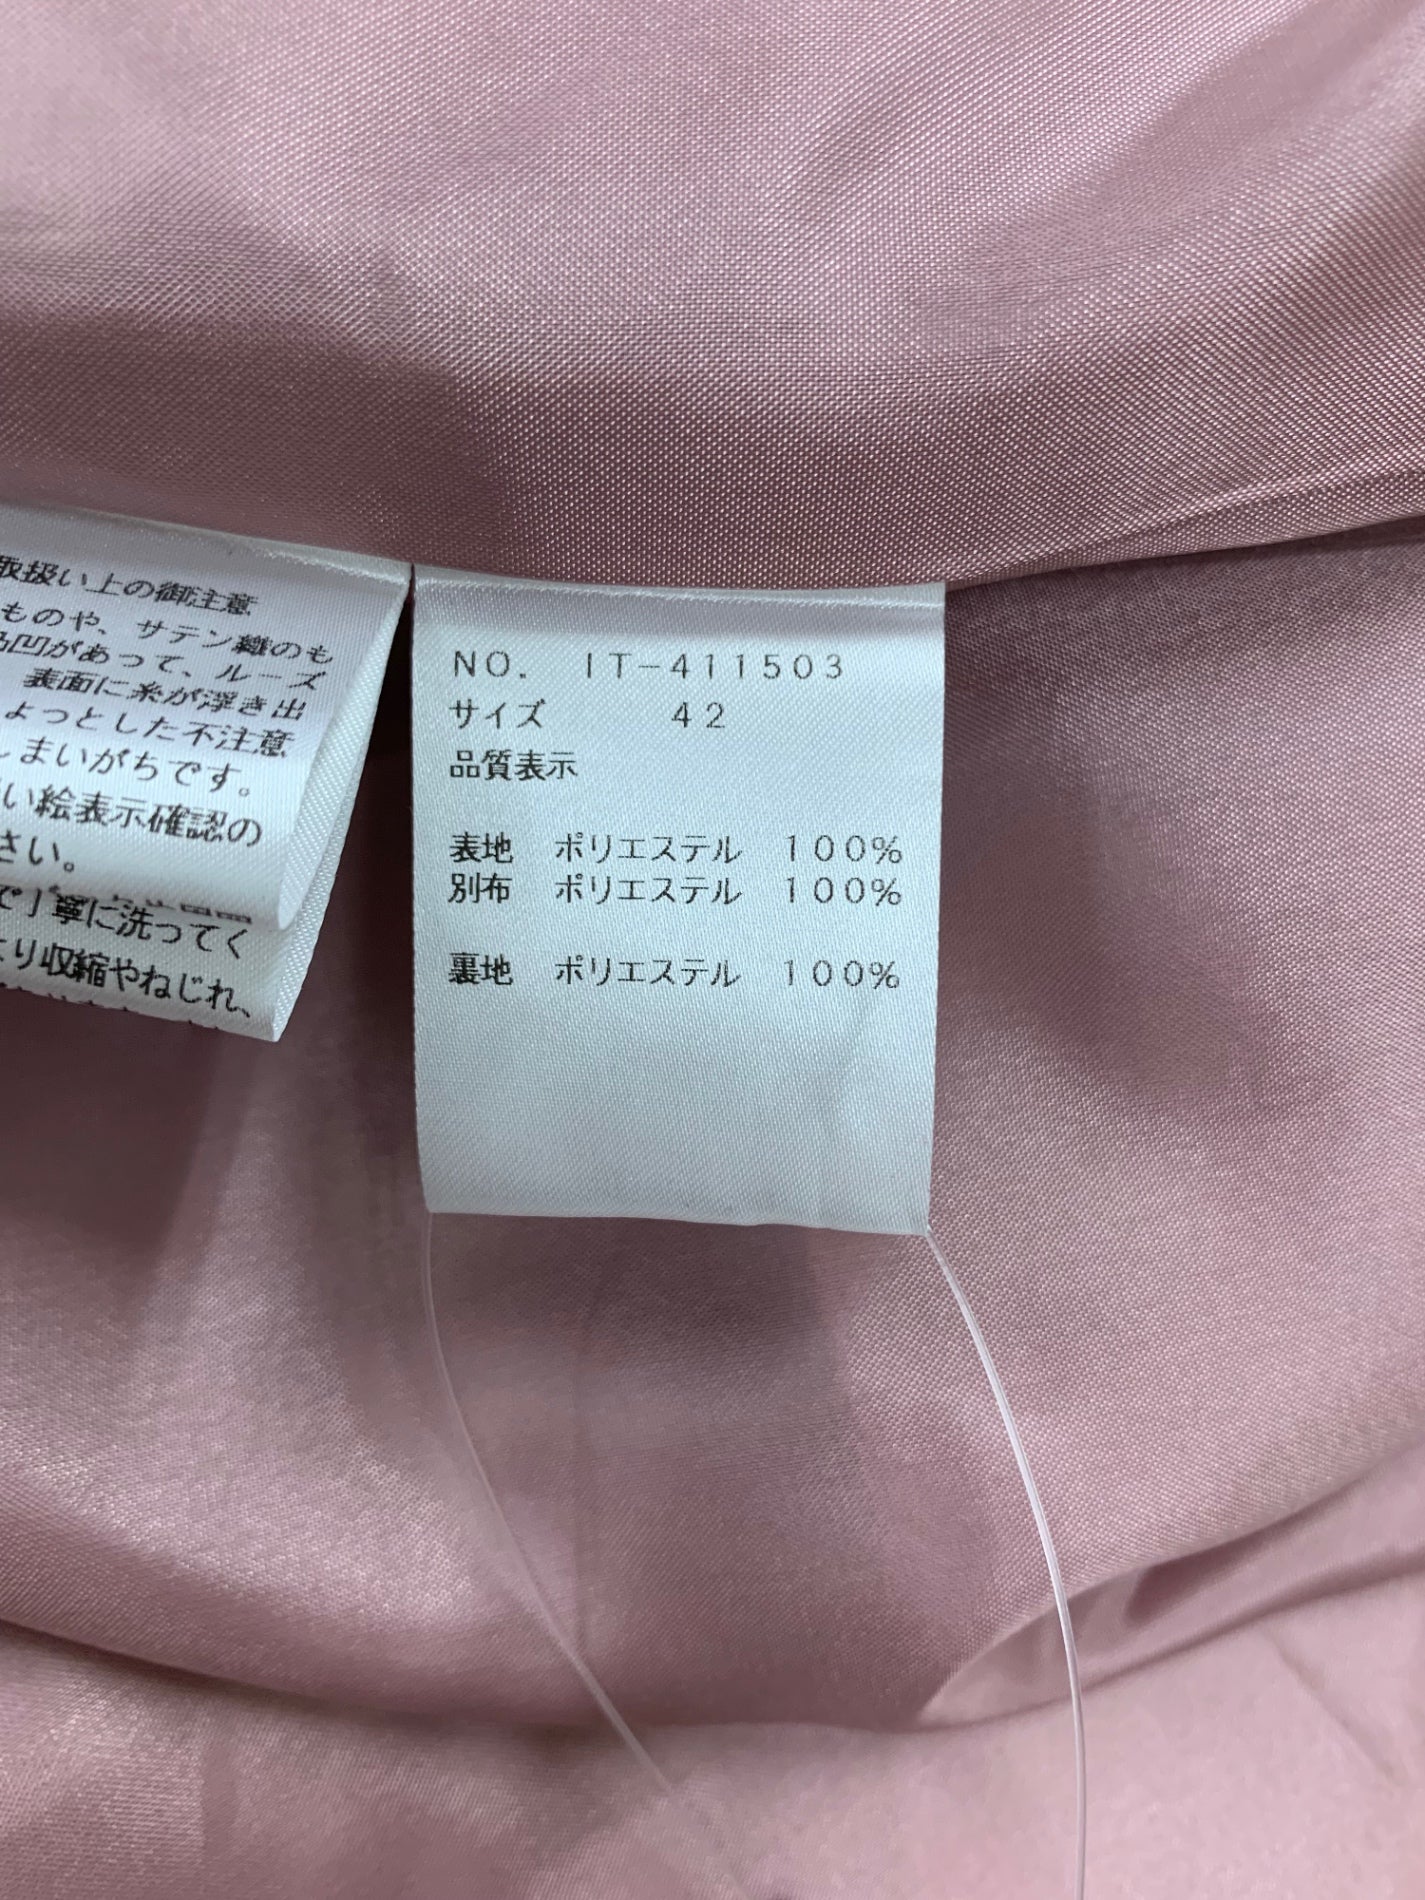 取扱い上の御注意
ものや、サテン織のも
凸凹があって、ルーズ
表面に糸が浮き出
ょっとした不注意
しまいがちです。
い絵表示確認の
さい。
寧に洗ってく
より収縮やねじれ、
NO. IT-411503
サイズ 42
品質表示
表地 ポリエステル 100%
別布 ポリエステル 100%
裏地 ポリエステル 100%